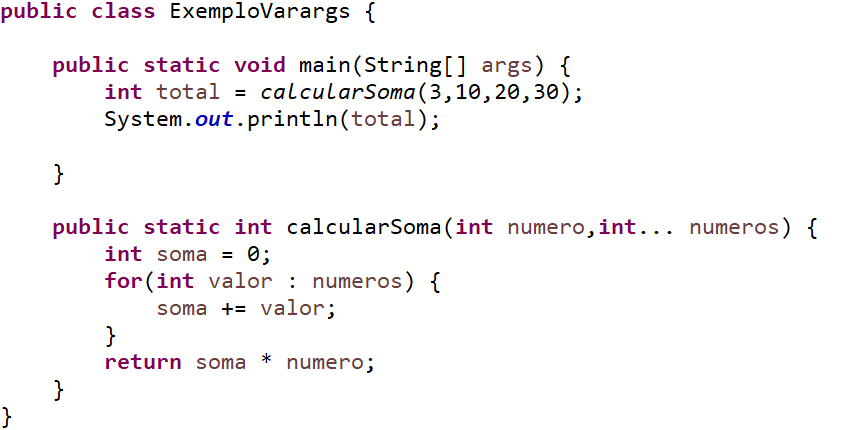 public class ExemploVarargs {
public static void main(String[] args) {
int total = calcularSoma(3,10,20,30);
System.out.println(total);
}
public static int calcularSoma(int numero,int... numeros) {
int soma = 0;
for(int valor : numeros) {
soma += valor;
}
return soma * numero;
}
}